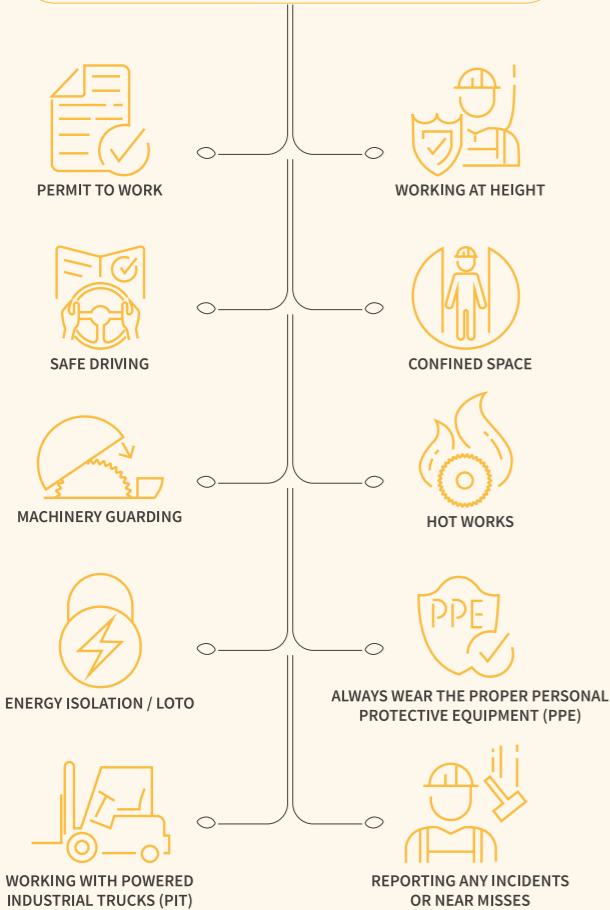 PERMIT TO WORK
WORKING AT HEIGHT
SAFE DRIVING
CONFINED SPACE
MACHINERY GUARDING
HOT WORKS
ENERGY ISOLATION / LOTO
PPE
ALWAYS WEAR THE PROPER PERSONAL
PROTECTIVE EQUIPMENT (PPE)
WORKING WITH POWERED
INDUSTRIAL TRUCKS (PIT)
REPORTING ANY INCIDENTS
OR NEAR MISSES